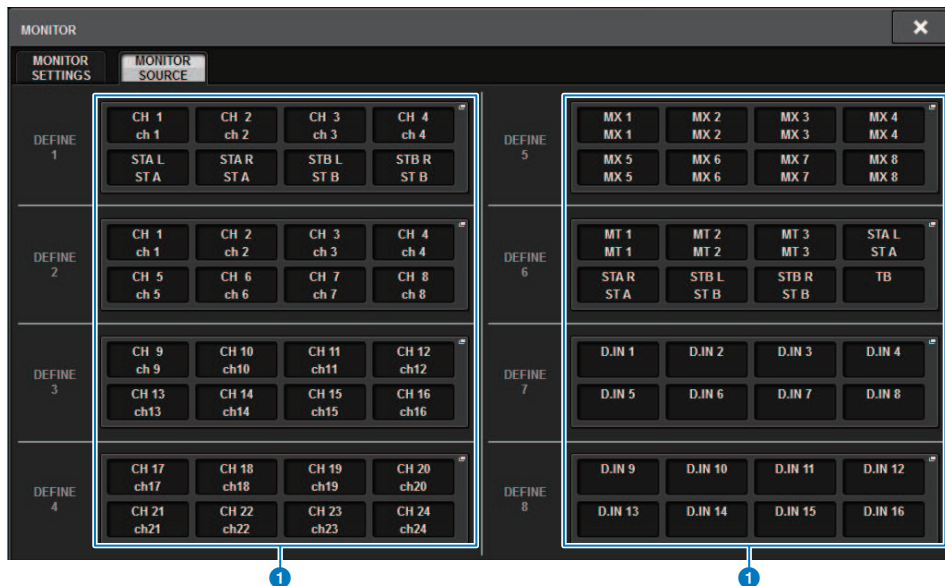 MONITOR
MONITOR SETTINGS
MONITOR SOURCE
DEFINE 1
CH 1 CH 2 CH 3 CH 4
ch 1 ch 2 ch 3 ch 4
STA L STA R STB L STB R
ST A ST A ST B ST B
DEFINE 2
CH 1 CH 2 CH 3 CH 4
ch 1 ch 2 ch 3 ch 4
CH 5 CH 6 CH 7 CH 8
ch 5 ch 6 ch 7 ch 8
DEFINE 3
CH 9 CH 10 CH 11 CH 12
ch 9 ch10 ch11 ch12
CH 13 CH 14 CH 15 CH 16
ch13 ch14 ch15 ch16
DEFINE 4
CH 17 CH 18 CH 19 CH 20
ch17 ch18 ch19 ch20
CH 21 CH 22 CH 23 CH 24
ch21 ch22 ch23 ch24
1
DEFINE 5
MX 1 MX 2 MX 3 MX 4
MX 1 MX 2 MX 3 MX 4
MX 5 MX 6 MX 7 MX 8
MX 5 MX 6 MX 7 MX 8
DEFINE 6
MT 1 MT 2 MT 3 STA L
MT 1 MT 2 MT 3 ST A
STA R STB L STB R TB
ST A ST B ST B
DEFINE 7
D.IN 1 D.IN 2 D.IN 3 D.IN 4
D.IN 5 D.IN 6 D.IN 7 D.IN 8
DEFINE 8
D.IN 9 D.IN 10 D.IN 11 D.IN 12
D.IN 13 D.IN 14 D.IN 15 D.IN 16
1